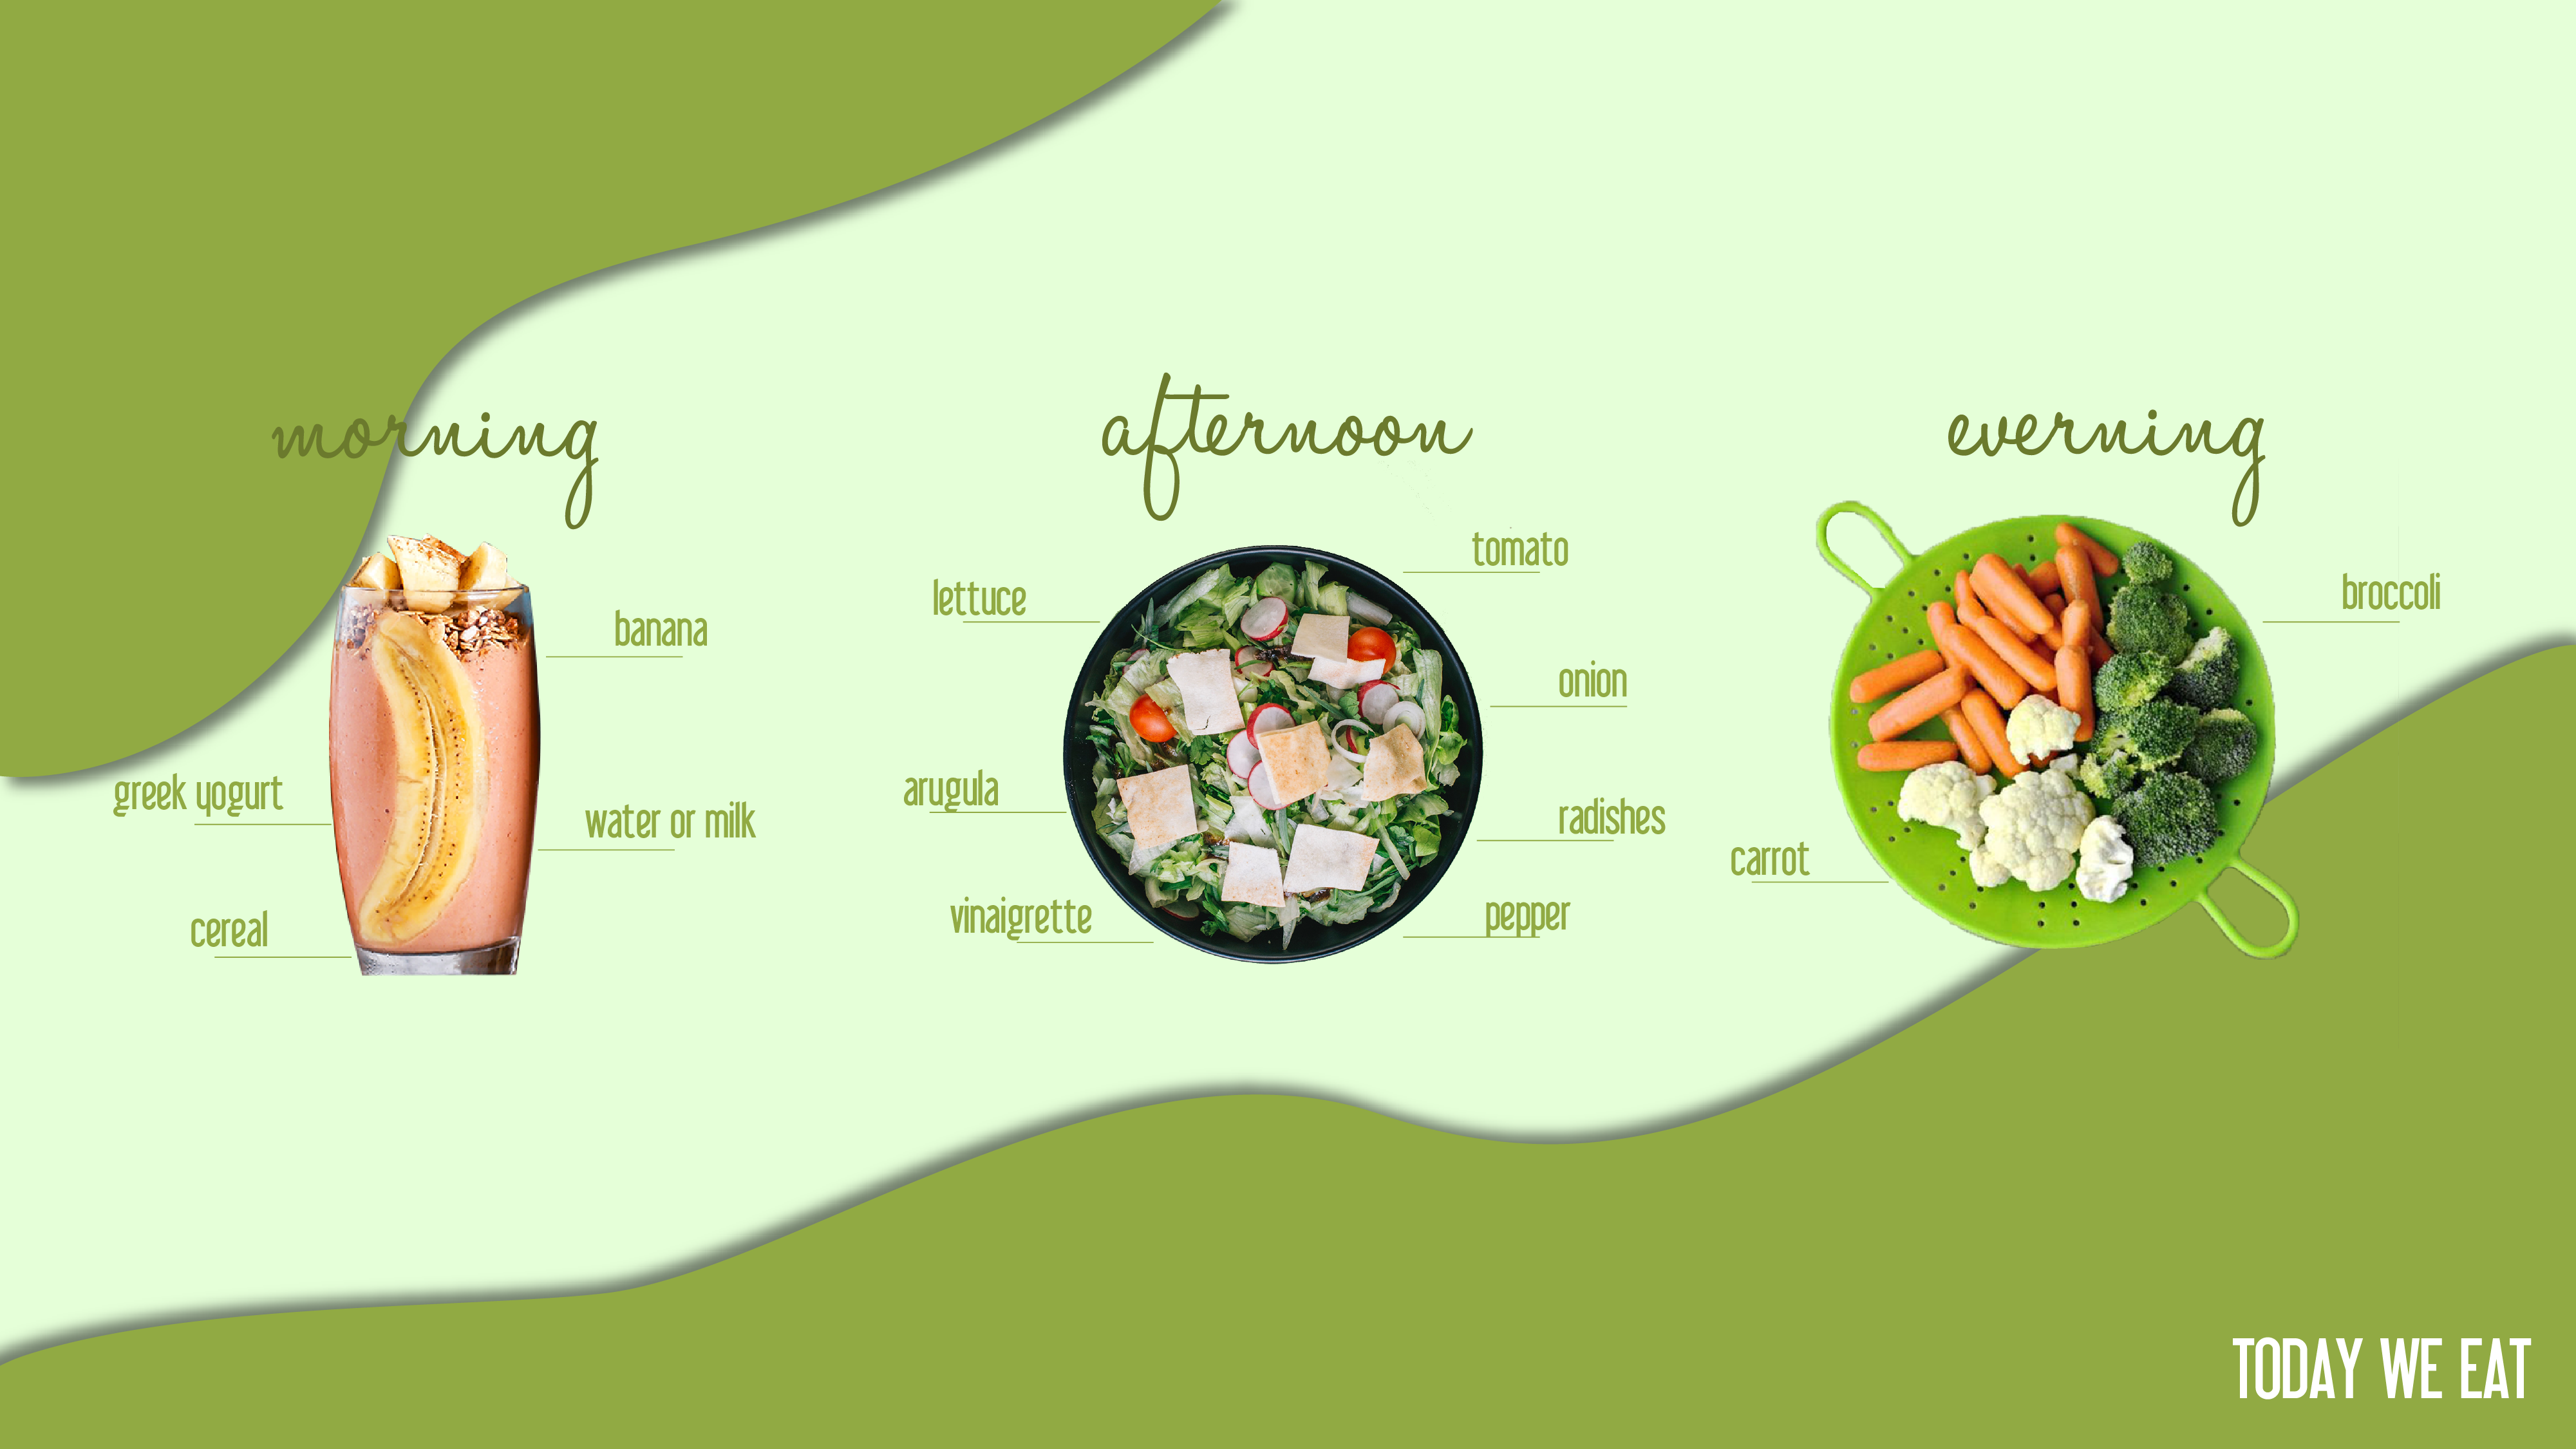 morning
banana
greek yogurt
water or milk
cereal
afternoon
tomato
lettuce
onion
arugula
radishes
vinaigrette
pepper
everning
broccoli
carrot
TODAY WE EAT